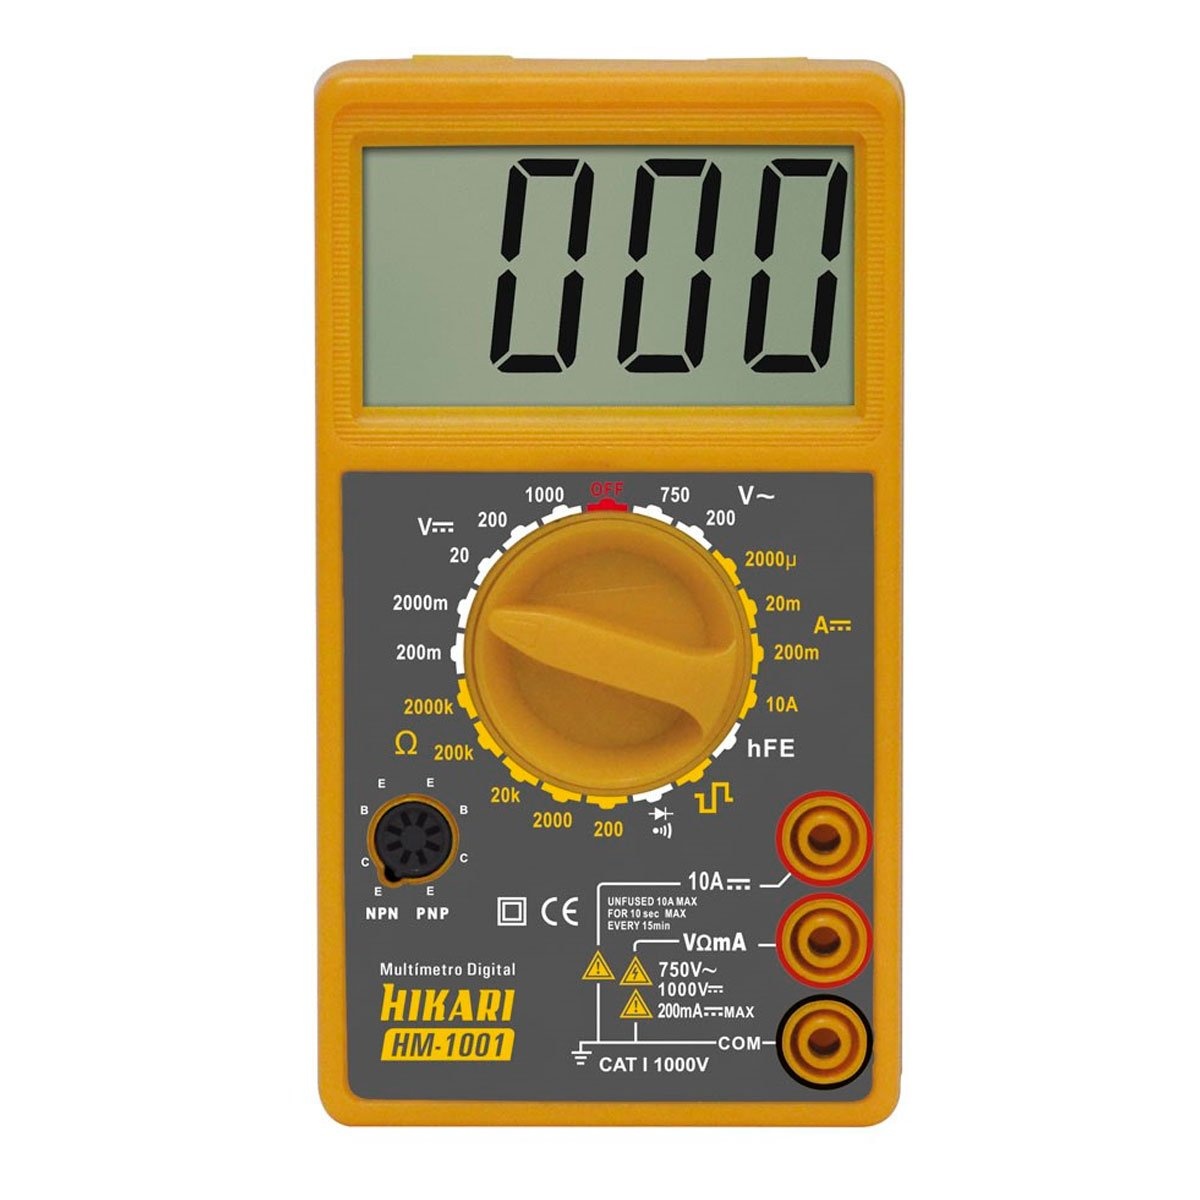 000
OFF
1000
750
V~
V⎓
200
200
20
2000µ
2000m
20m
A⎓
200m
200m
2000k
10A
Ω
200k
hFE
20k
2000
200
E E
B B
C C
E E
NPN PNP
10A⎓
UNFUSED 10A MAX
FOR 10 sec MAX
EVERY 15min
CE
VΩmA
750V~
1000V⎓
200mA⎓MAX
COM
CAT I 1000V
Multímetro Digital
HIKARI
HM-1001